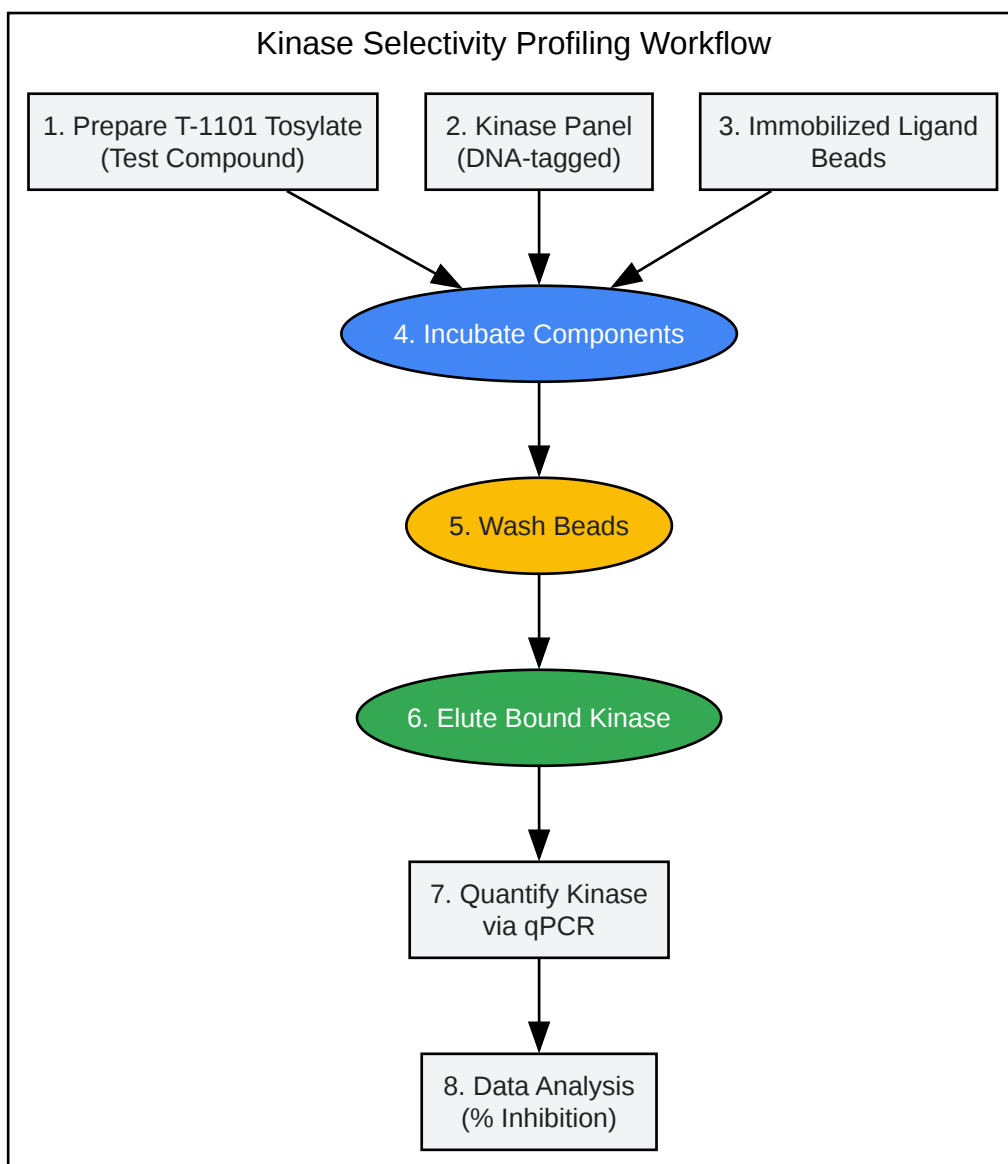 Kinase Selectivity Profiling Workflow
1. Prepare T-1101 Tosylate
(Test Compound)
2. Kinase Panel
(DNA-tagged)
3. Immobilized Ligand
Beads
4. Incubate Components
5. Wash Beads
6. Elute Bound Kinase
7. Quantify Kinase
via qPCR
8. Data Analysis
(% Inhibition)